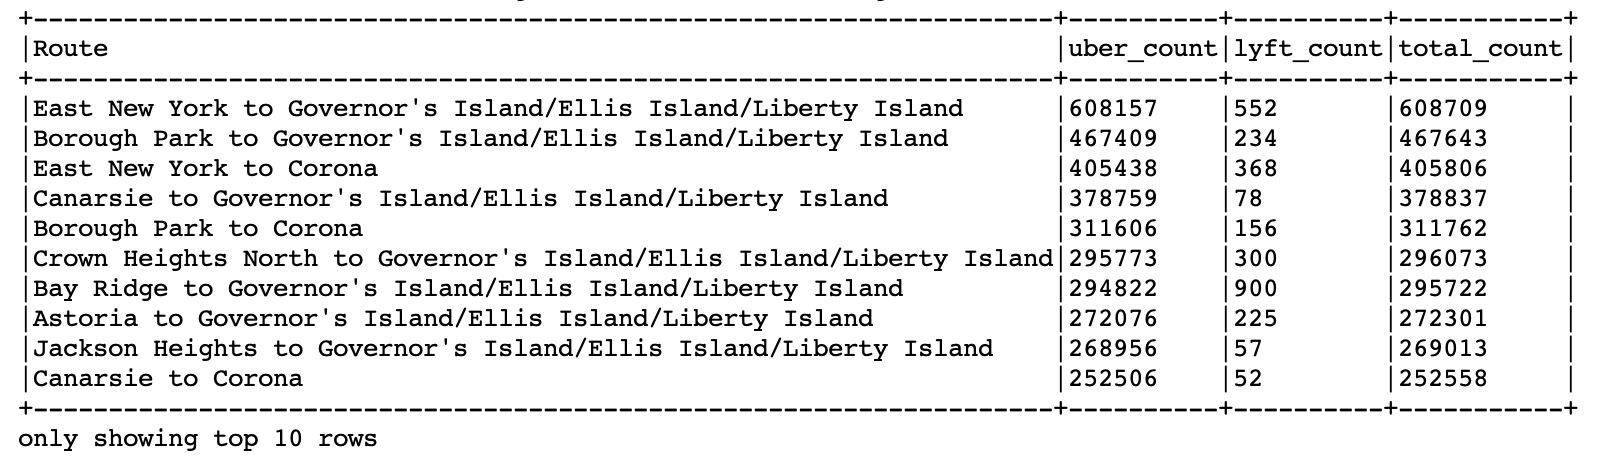 +--------------------------------------------------------------------+----------+----------+-----------+
|Route                                                               |uber_count|lyft_count|total_count|
+--------------------------------------------------------------------+----------+----------+-----------+
|East New York to Governor's Island/Ellis Island/Liberty Island      |608157    |552       |608709     |
|Borough Park to Governor's Island/Ellis Island/Liberty Island       |467409    |234       |467643     |
|East New York to Corona                                             |405438    |368       |405806     |
|Canarsie to Governor's Island/Ellis Island/Liberty Island           |378759    |78        |378837     |
|Borough Park to Corona                                              |311606    |156       |311762     |
|Crown Heights North to Governor's Island/Ellis Island/Liberty Island|295773    |300       |296073     |
|Bay Ridge to Governor's Island/Ellis Island/Liberty Island          |294822    |900       |295722     |
|Astoria to Governor's Island/Ellis Island/Liberty Island            |272076    |225       |272301     |
|Jackson Heights to Governor's Island/Ellis Island/Liberty Island    |268956    |57        |269013     |
|Canarsie to Corona                                                  |252506    |52        |252558     |
+--------------------------------------------------------------------+----------+----------+-----------+
only showing top 10 rows